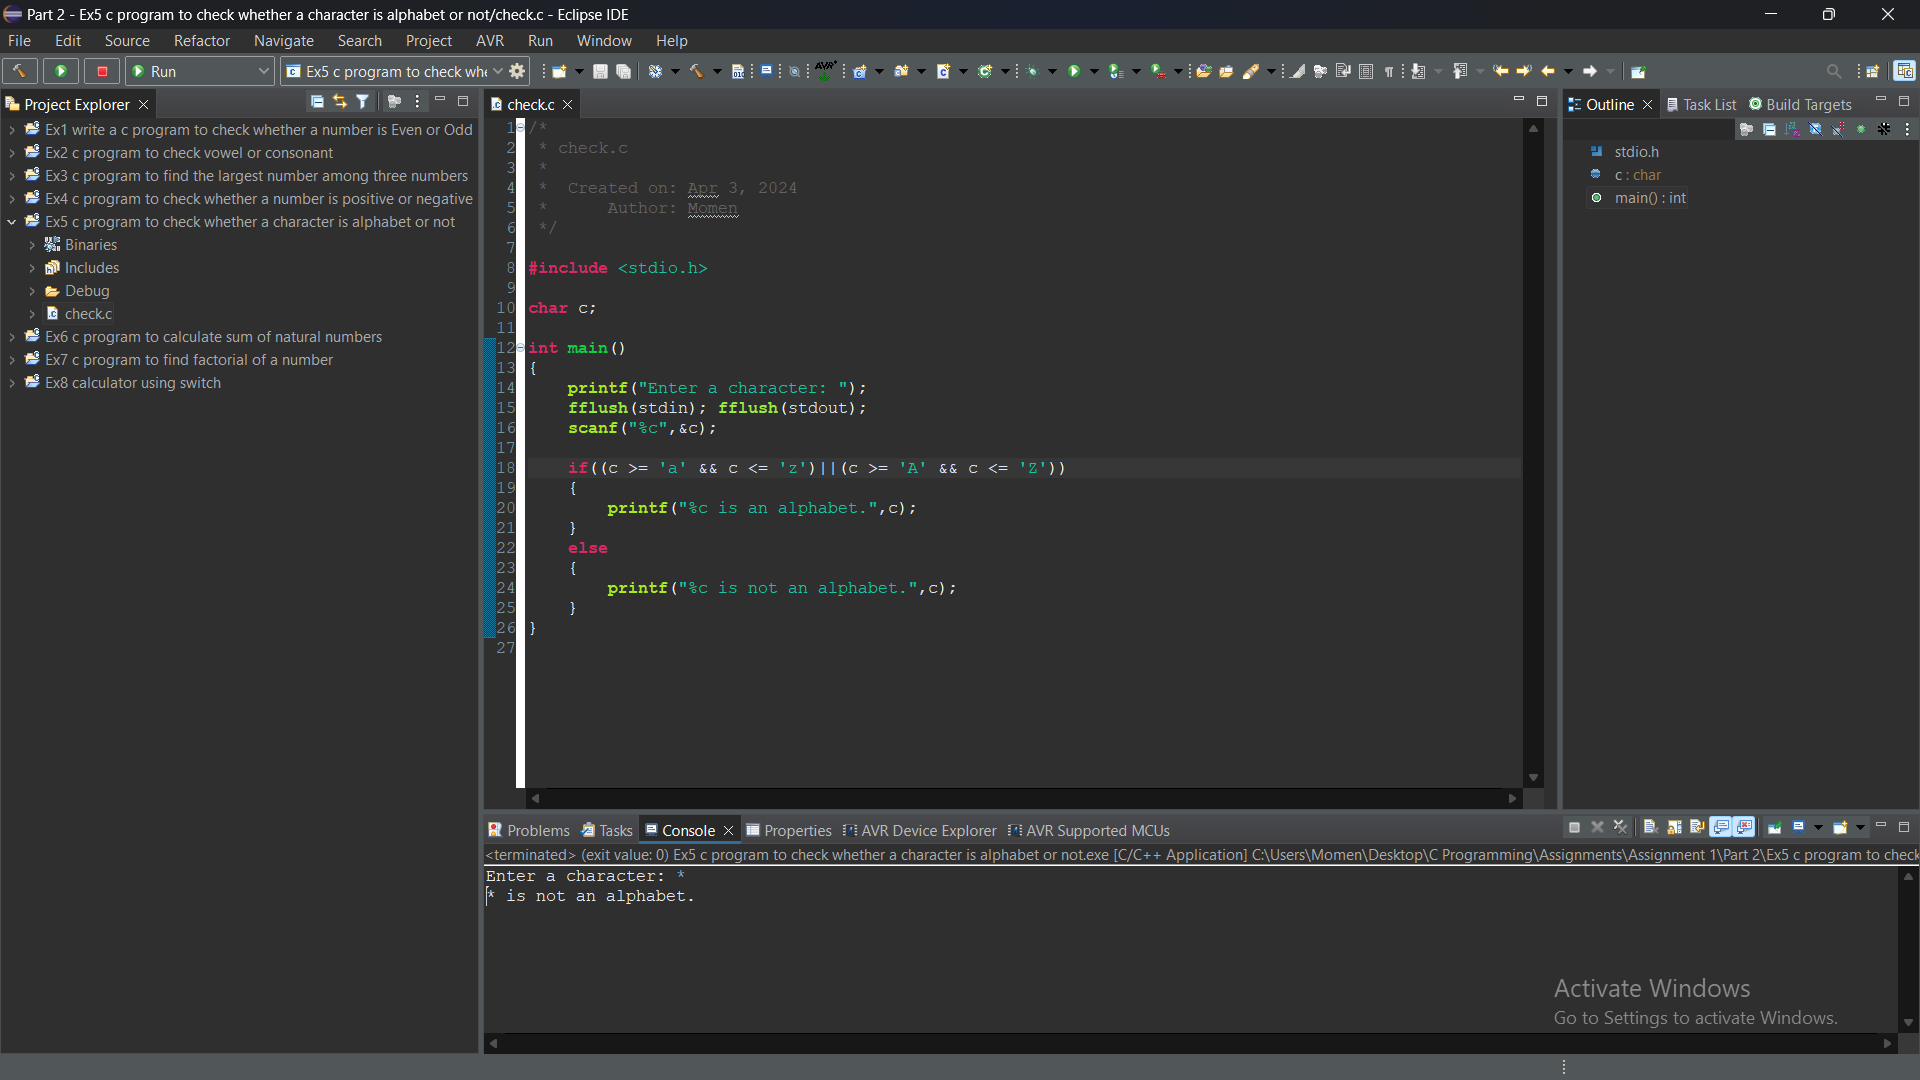 Part 2 - Ex5 c program to check whether a character is alphabet or not/check.c - Eclipse IDE
File Edit Source Refactor Navigate Search Project AVR Run Window Help
Run Ex5 c program to check whe
Project Explorer
Ex1 write a c program to check whether a number is Even or Odd
Ex2 c program to check vowel or consonant
Ex3 c program to find the largest number among three numbers
Ex4 c program to check whether a number is positive or negative
Ex5 c program to check whether a character is alphabet or not
Binaries
Includes
Debug
check.c
Ex6 c program to calculate sum of natural numbers
Ex7 c program to find factorial of a number
Ex8 calculator using switch
check.c
1 /*
2 * check.c
3 *
4 * Created on: Apr 3, 2024
5 * Author: Momen
6 */
7
8 #include <stdio.h>
9
10 char c;
11
12 int main()
13 {
14 printf("Enter a character: ");
15 fflush(stdin); fflush(stdout);
16 scanf("%c",&c);
17
18 if((c >= 'a' && c <= 'z')||(c >= 'A' && c <= 'Z'))
19 {
20 printf("%c is an alphabet.",c);
21 }
22 else
23 {
24 printf("%c is not an alphabet.",c);
25 }
26 }
27
Outline Task List Build Targets
stdio.h
c : char
main() : int
Problems Tasks Console Properties AVR Device Explorer AVR Supported MCUs
<terminated> (exit value: 0) Ex5 c program to check whether a character is alphabet or not.exe [C/C++ Application] C:\Users\Momen\Desktop\C Programming\Assignments\Assignment 1\Part 2\Ex5 c program to check
Enter a character: *
* is not an alphabet.
Activate Windows
Go to Settings to activate Windows.